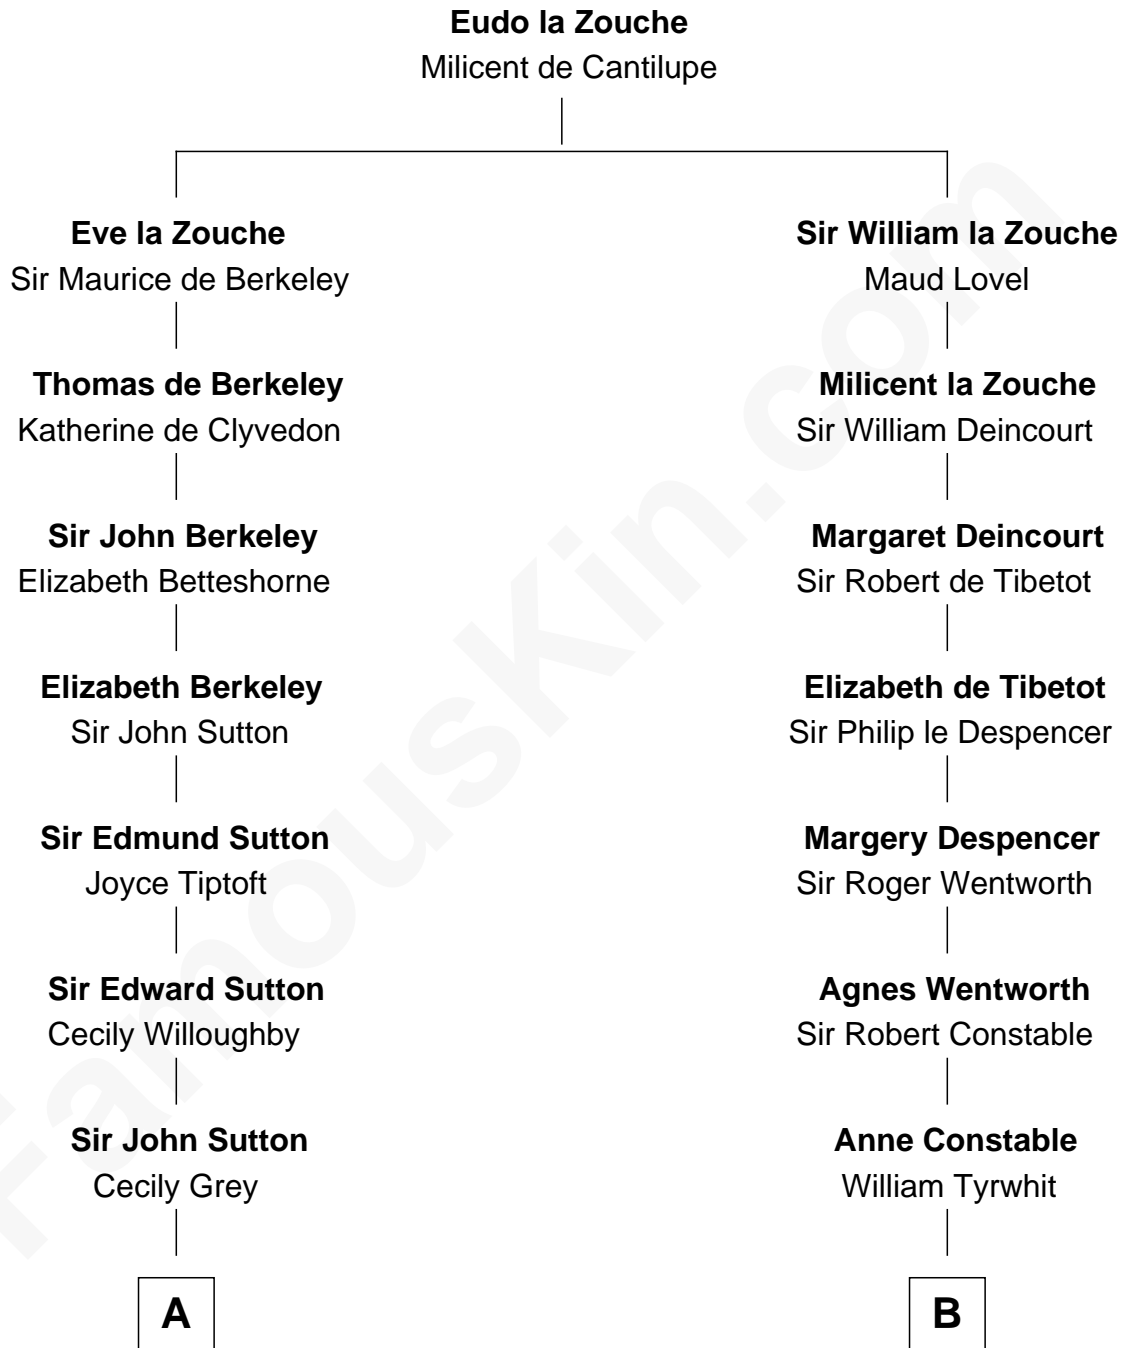 Eudo la Zouche
Milicent de Cantilupe
Eve la Zouche
Sir Maurice de Berkeley
Sir William la Zouche
Maud Lovel
Thomas de Berkeley
Katherine de Clyvedon
Milicent la Zouche
Sir William Deincourt
Sir John Berkeley
Elizabeth Betteshorne
Margaret Deincourt
Sir Robert de Tibetot
Elizabeth Berkeley
Sir John Sutton
Elizabeth de Tibetot
Sir Philip le Despencer
Sir Edmund Sutton
Joyce Tiptoft
Margery Despencer
Sir Roger Wentworth
Sir Edward Sutton
Cecily Willoughby
Agnes Wentworth
Sir Robert Constable
Sir John Sutton
Cecily Grey
Anne Constable
William Tyrwhit
A
B
FamousKin.com